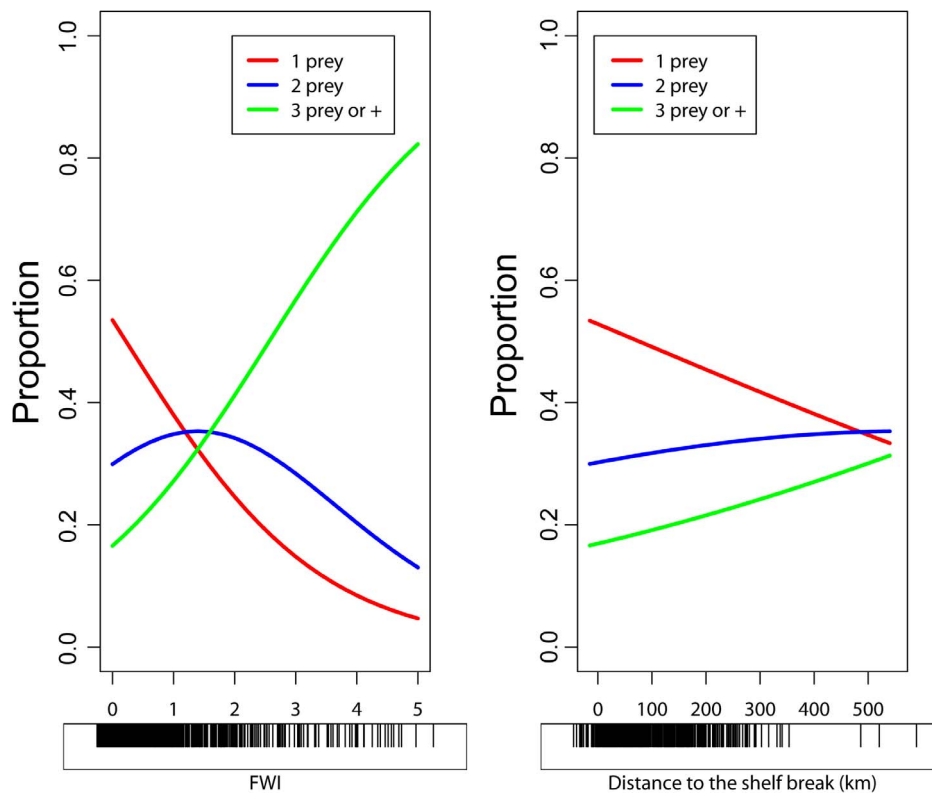 1 prey
2 prey
3 prey or +
Proportion
0.0
0.2
0.4
0.6
0.8
1.0
0 1 2 3 4 5
FWI
1 prey
2 prey
3 prey or +
Proportion
0.0
0.2
0.4
0.6
0.8
1.0
0 100 200 300 400 500
Distance to the shelf break (km)